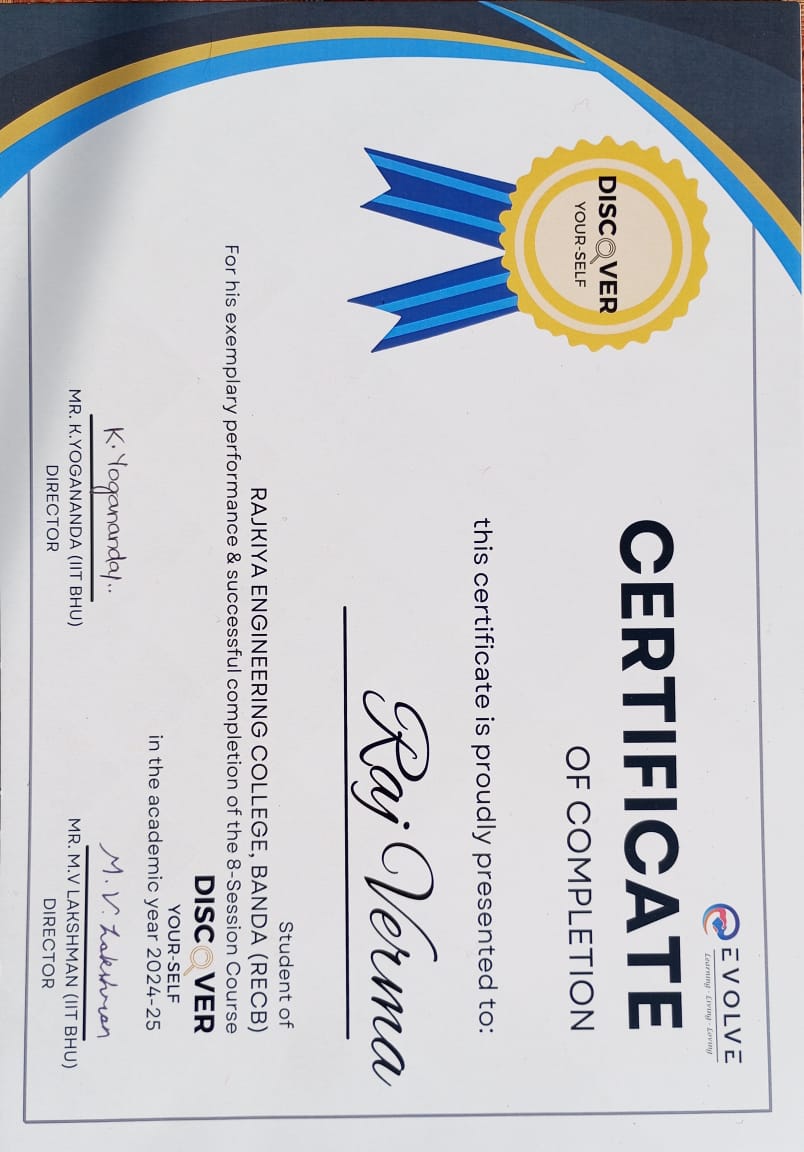 EVOLVE
Learning - Living - Loving
CERTIFICATE
OF COMPLETION
DISCOVER
YOUR-SELF
this certificate is proudly presented to:
Raj Verma
Student of
RAJKIYA ENGINEERING COLLEGE, BANDA (RECB)
For his exemplary performance & successful completion of the 8-Session Course
DISCOVER
YOUR-SELF
in the academic year 2024-25
K. Yogananda
M. V. Lakshman
MR. K.YOGANANDA (IIT BHU)
DIRECTOR
MR. M.V LAKSHMAN (IIT BHU)
DIRECTOR